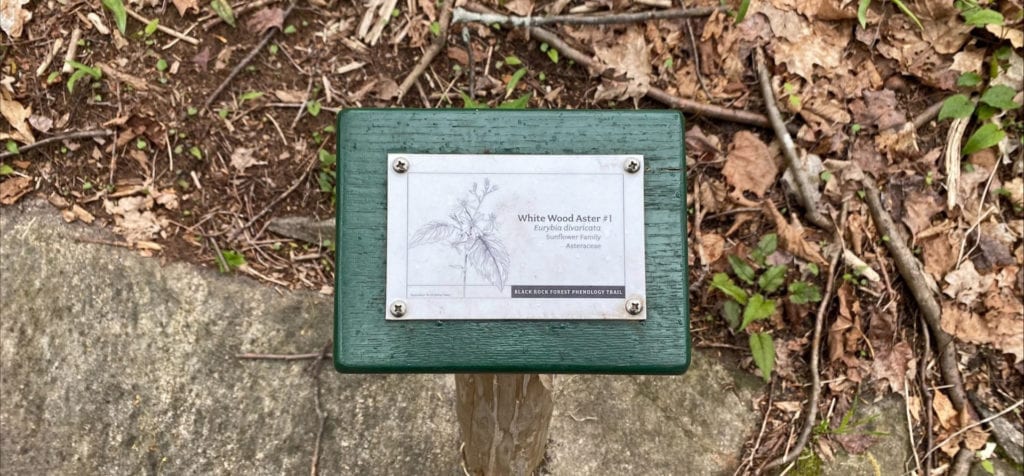 White Wood Aster #1
Eurybia divaricata
Sunflower Family
Asteraceae
BLACK ROCK FOREST PHENOLOGY TRAIL